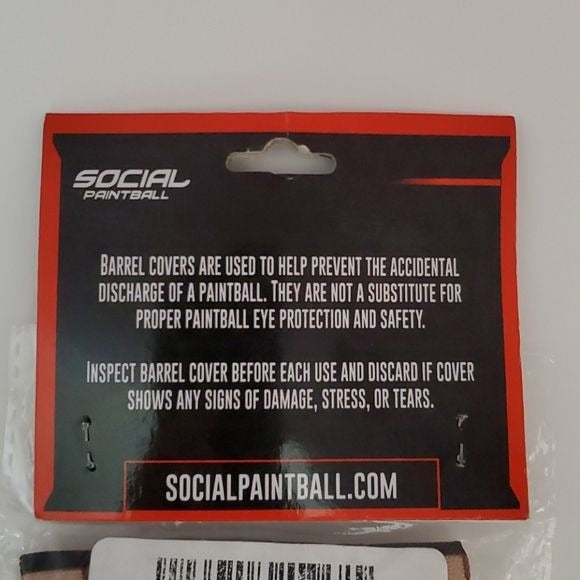 SOCIAL
PAINTBALL
BARREL COVERS ARE USED TO HELP PREVENT THE ACCIDENTAL
DISCHARGE OF A PAINTBALL. THEY ARE NOT A SUBSTITUTE FOR
PROPER PAINTBALL EYE PROTECTION AND SAFETY.
INSPECT BARREL COVER BEFORE EACH USE AND DISCARD IF COVER
SHOWS ANY SIGNS OF DAMAGE, STRESS, OR TEARS.
SOCIALPAINTBALL.COM